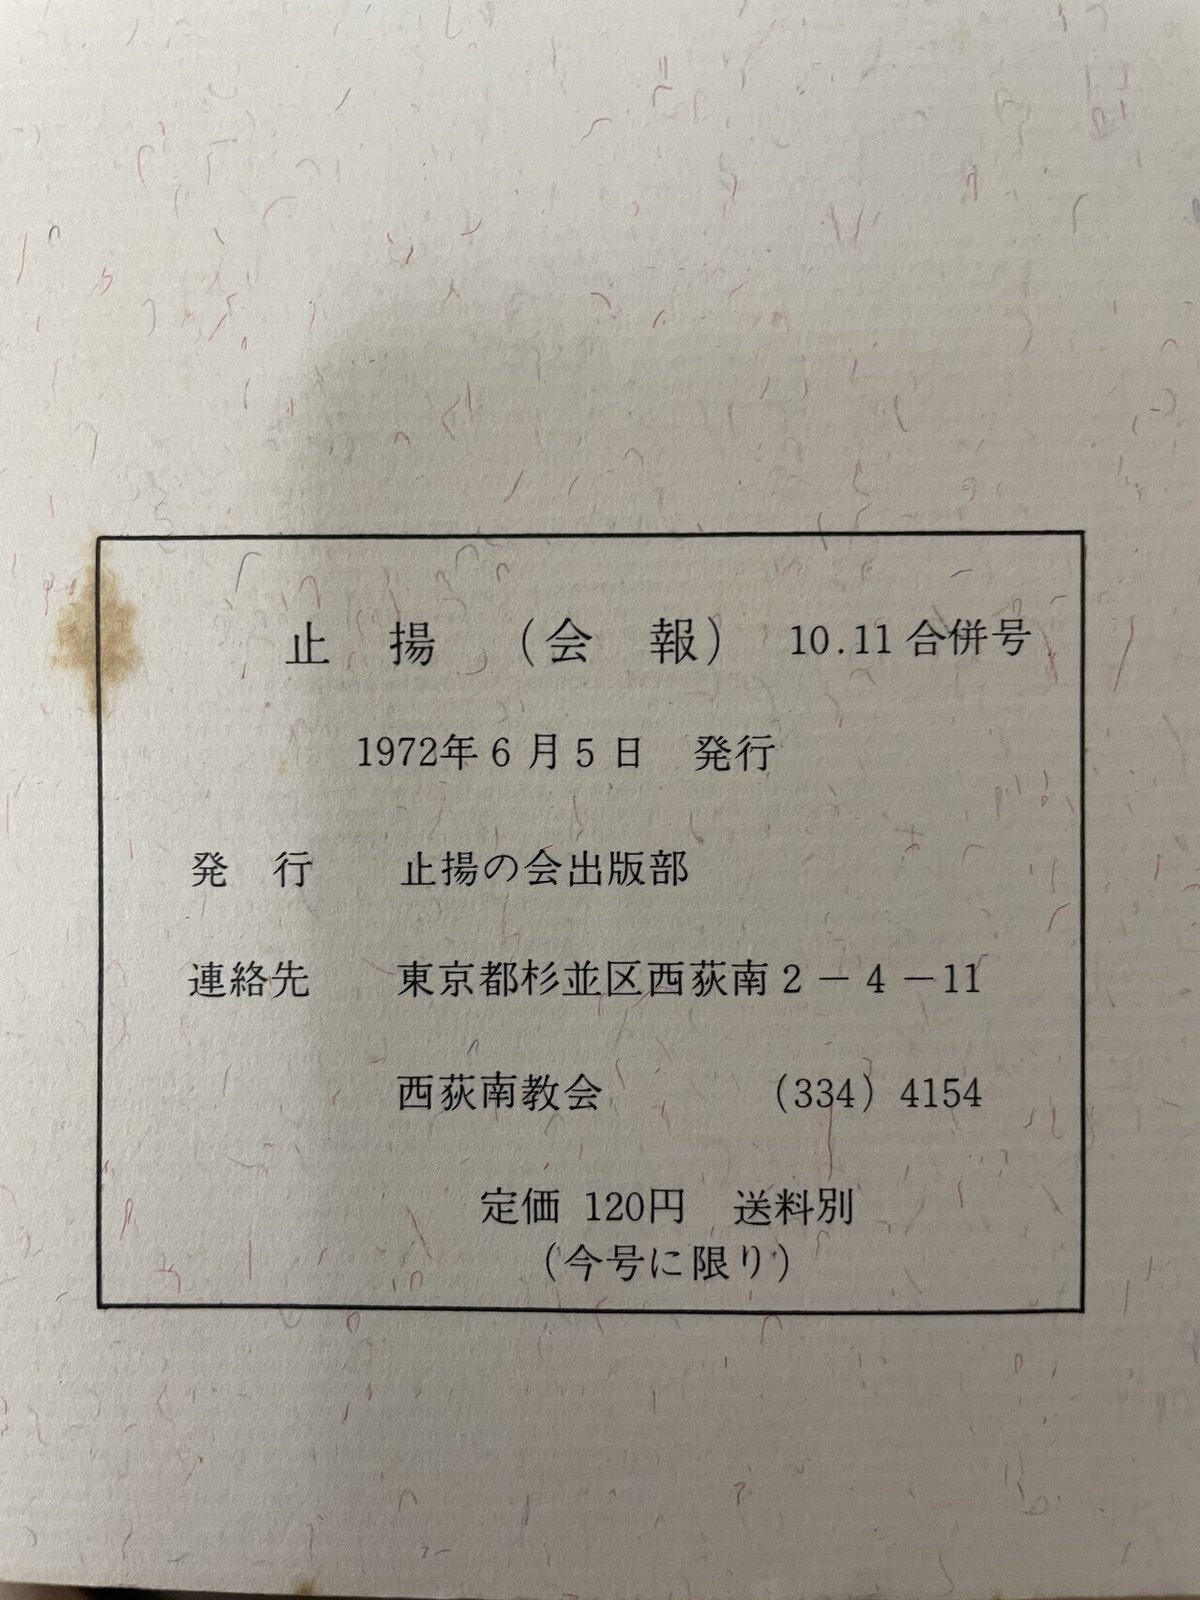 止揚（会報） 10.11合併号
1972年6月5日 発行
発行 止揚の会出版部
連絡先 東京都杉並区西荻南2－4－11
西荻南教会 (334) 4154
定価 120円 送料別
(今号に限り)